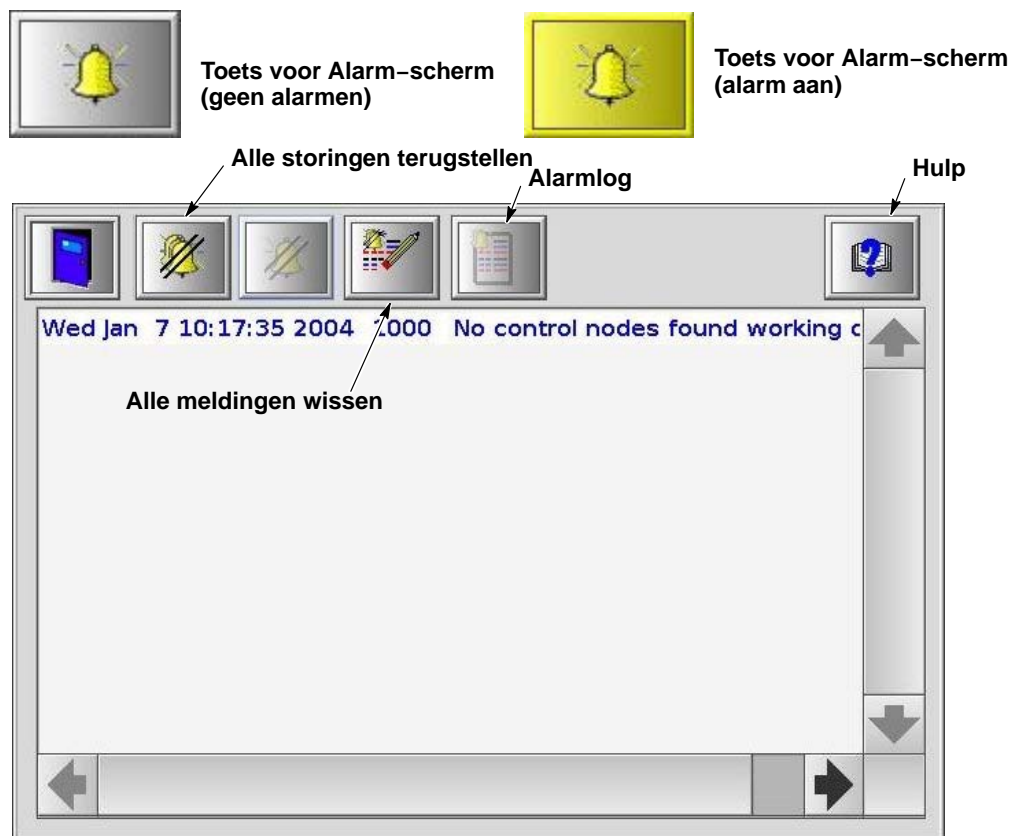 Toets voor Alarm−scherm
(geen alarmen)
Toets voor Alarm−scherm
(alarm aan)
Alle storingen terugstellen
Alarmlog
Hulp
Wed Jan 7 10:17:35 2004 1000 No control nodes found working
Alle meldingen wissen